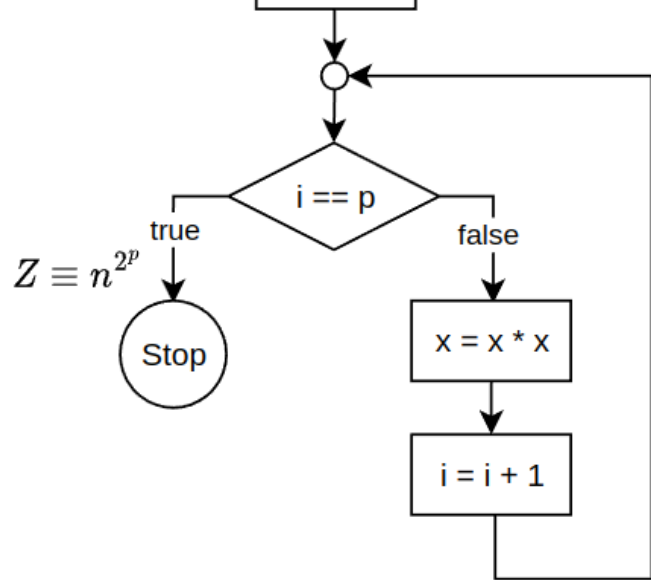 i == p
true
false
Z ≡ n^{2^p}
x = x * x
Stop
i = i + 1